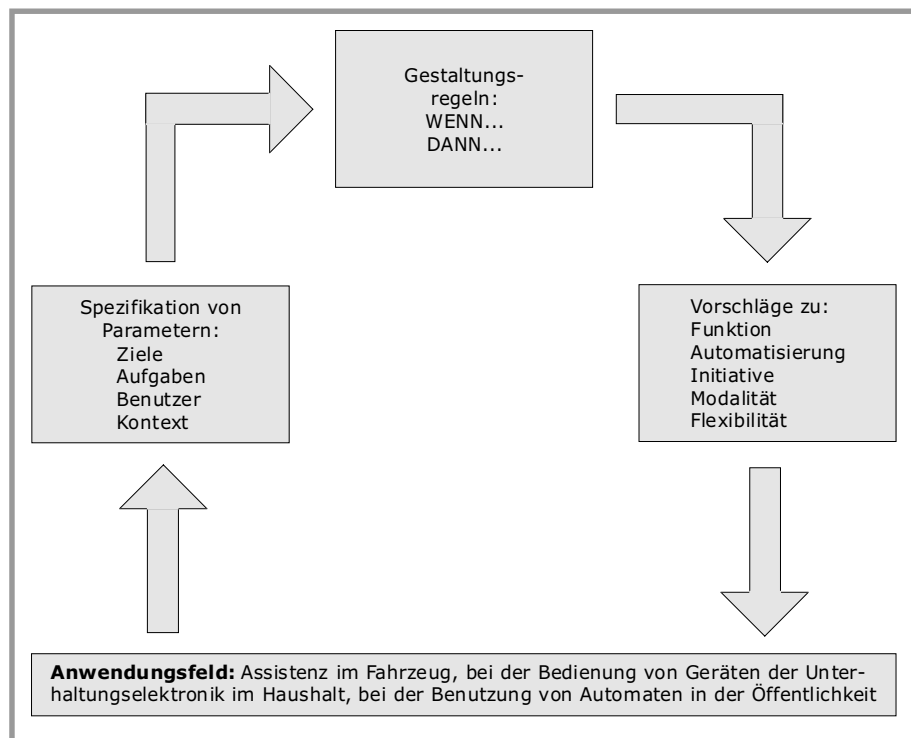 Gestaltungs-
regeln:
WENN...
DANN...
Spezifikation von
Parametern:
Ziele
Aufgaben
Benutzer
Kontext
Vorschläge zu:
Funktion
Automatisierung
Initiative
Modalität
Flexibilität
Anwendungsfeld: Assistenz im Fahrzeug, bei der Bedienung von Geräten der Unter-
haltungselektronik im Haushalt, bei der Benutzung von Automaten in der Öffentlichkeit